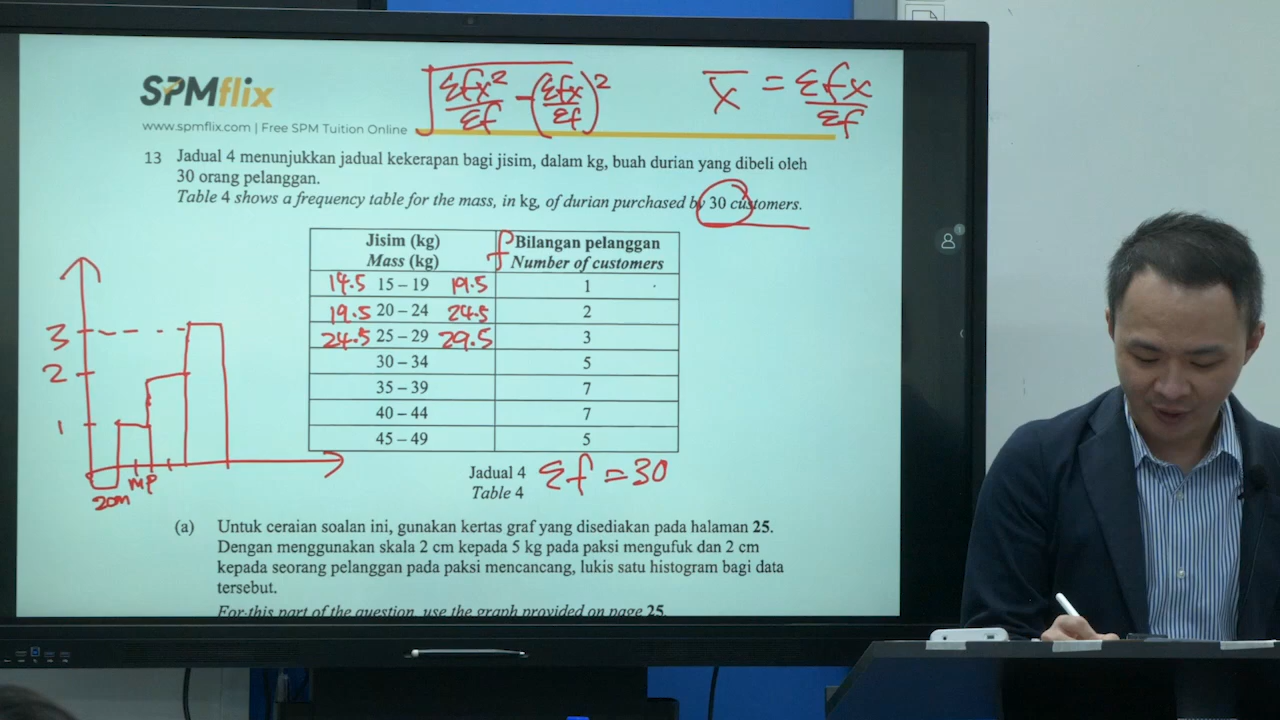 √Σfx²/Σf − (Σfx/Σf)²
x̄ = Σfx/Σf
SPMflix
www.spmflix.com | Free SPM Tuition Online
13 Jadual 4 menunjukkan jadual kekerapan bagi jisim, dalam kg, buah durian yang dibeli oleh
30 orang pelanggan.
Table 4 shows a frequency table for the mass, in kg, of durian purchased by 30 customers.
Jisim (kg) f Bilangan pelanggan
Mass (kg) Number of customers
14.5 15 – 19 19.5 1
19.5 20 – 24 24.5 2
24.5 25 – 29 29.5 3
30 – 34 5
35 – 39 7
40 – 44 7
45 – 49 5
3
2
1
MP
Jadual 4
Table 4
Σf = 30
(a) Untuk ceraian soalan ini, gunakan kertas graf yang disediakan pada halaman 25.
Dengan menggunakan skala 2 cm kepada 5 kg pada paksi mengufuk dan 2 cm
kepada seorang pelanggan pada paksi mencancang, lukis satu histogram bagi data
tersebut.
For this part of the question, use the graph provided on page 25.